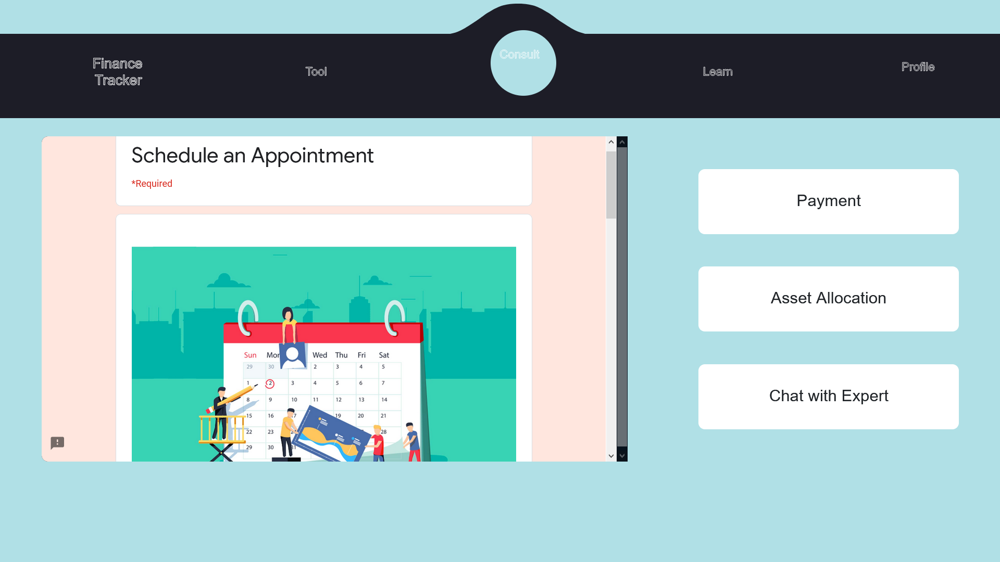 Finance
Tracker
Tool
Consult
Learn
Profile
Schedule an Appointment
*Required
Payment
Asset Allocation
Chat with Expert
Sun Wed Thu Fri Sat
29 30 2 3 4 5
1 2 3 4 5 6 7
8 9 10 11 12 13 14
15 16 19 20 21
22 23 28
29 30 31